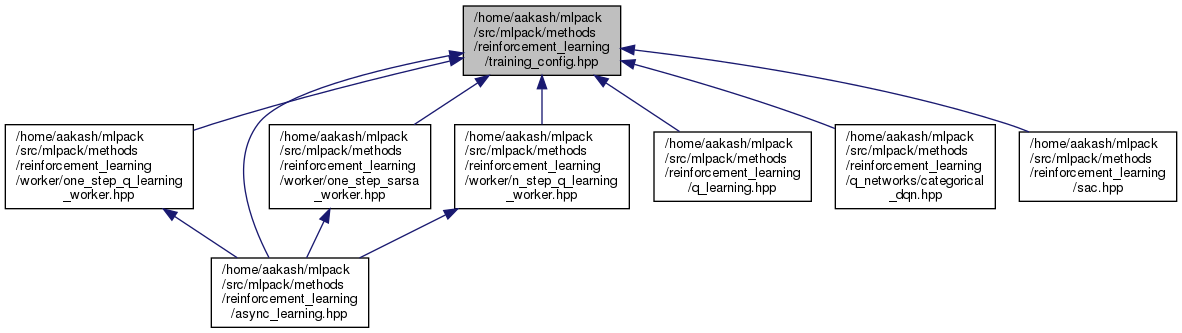 /home/aakash/mlpack
/src/mlpack/methods
/reinforcement_learning
/training_config.hpp
/home/aakash/mlpack
/src/mlpack/methods
/reinforcement_learning
/worker/one_step_q_learning
_worker.hpp
/home/aakash/mlpack
/src/mlpack/methods
/reinforcement_learning
/worker/one_step_sarsa
_worker.hpp
/home/aakash/mlpack
/src/mlpack/methods
/reinforcement_learning
/worker/n_step_q_learning
_worker.hpp
/home/aakash/mlpack
/src/mlpack/methods
/reinforcement_learning
/q_learning.hpp
/home/aakash/mlpack
/src/mlpack/methods
/reinforcement_learning
/q_networks/categorical
_dqn.hpp
/home/aakash/mlpack
/src/mlpack/methods
/reinforcement_learning
/sac.hpp
/home/aakash/mlpack
/src/mlpack/methods
/reinforcement_learning
/async_learning.hpp